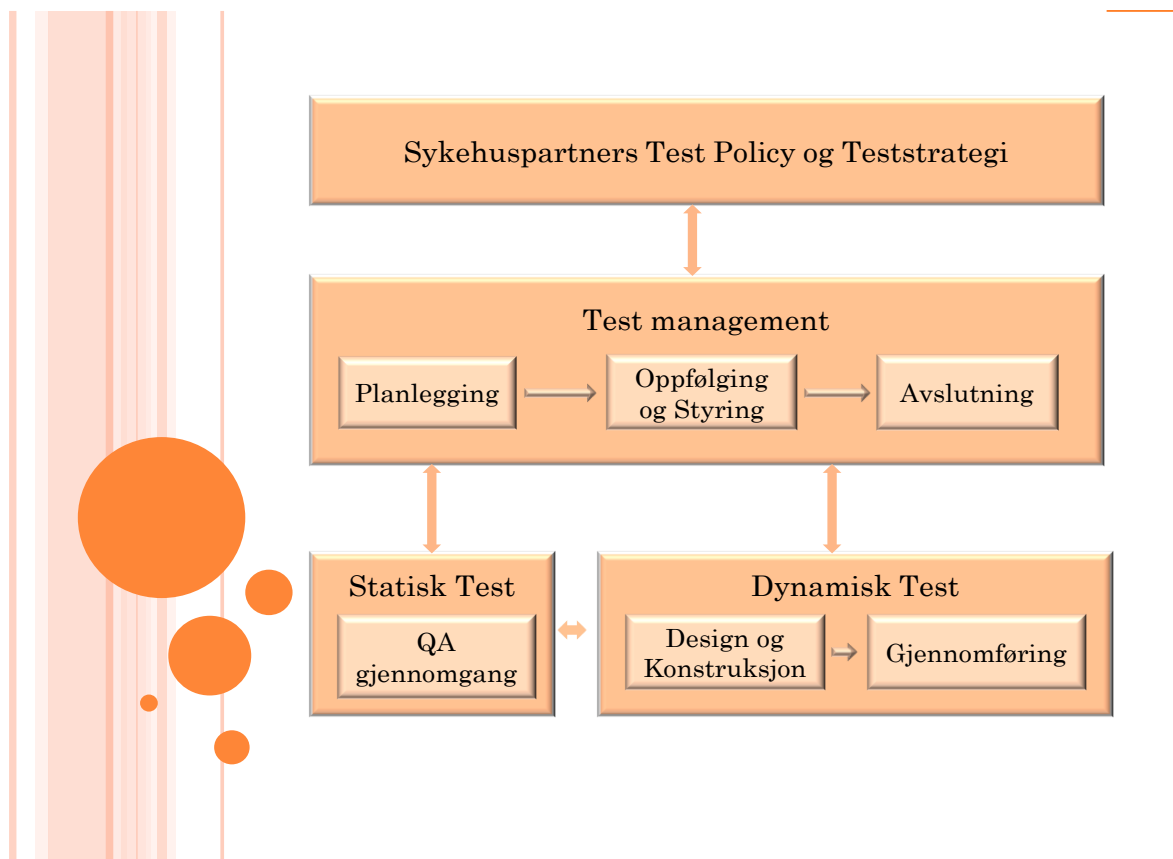 Sykehuspartners Test Policy og Teststrategi
Test management
Planlegging
Oppfølging
og Styring
Avslutning
Statisk Test
QA
gjennomgang
Dynamisk Test
Design og
Konstruksjon
Gjennomføring